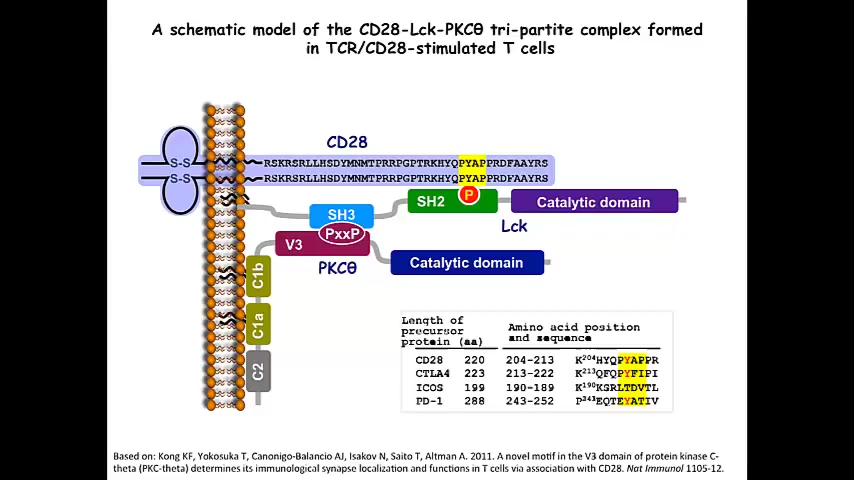 A schematic model of the CD28-Lck-PKCθ tri-partite complex formed
in TCR/CD28-stimulated T cells
CD28
S-S RSKRSRLLHSDYMNMTPRRPGPTRKHYQPYAPPRDFAAYRS
S-S RSKRSRLLHSDYMNMTPRRPGPTRKHYQPYAPPRDFAAYRS
P
SH2 Catalytic domain
SH3
Lck
PxxP
V3
PKCθ Catalytic domain
C1b
C1a
C2
Length of precursor protein (aa) Amino acid position and sequence
CD28 220 204-213 K204HYQPYAPPR
CTLA4 223 213-222 K213QFQPYFIPI
ICOS 199 190-189 K190KSRLTDVTL
PD-1 288 243-252 P343EQTEYATIV
Based on: Kong KF, Yokosuka T, Canonigo-Balancio AJ, Isakov N, Saito T, Altman A. 2011. A novel motif in the V3 domain of protein kinase C-
theta (PKC-theta) determines its immunological synapse localization and functions in T cells via association with CD28. Nat Immunol 1105-12.